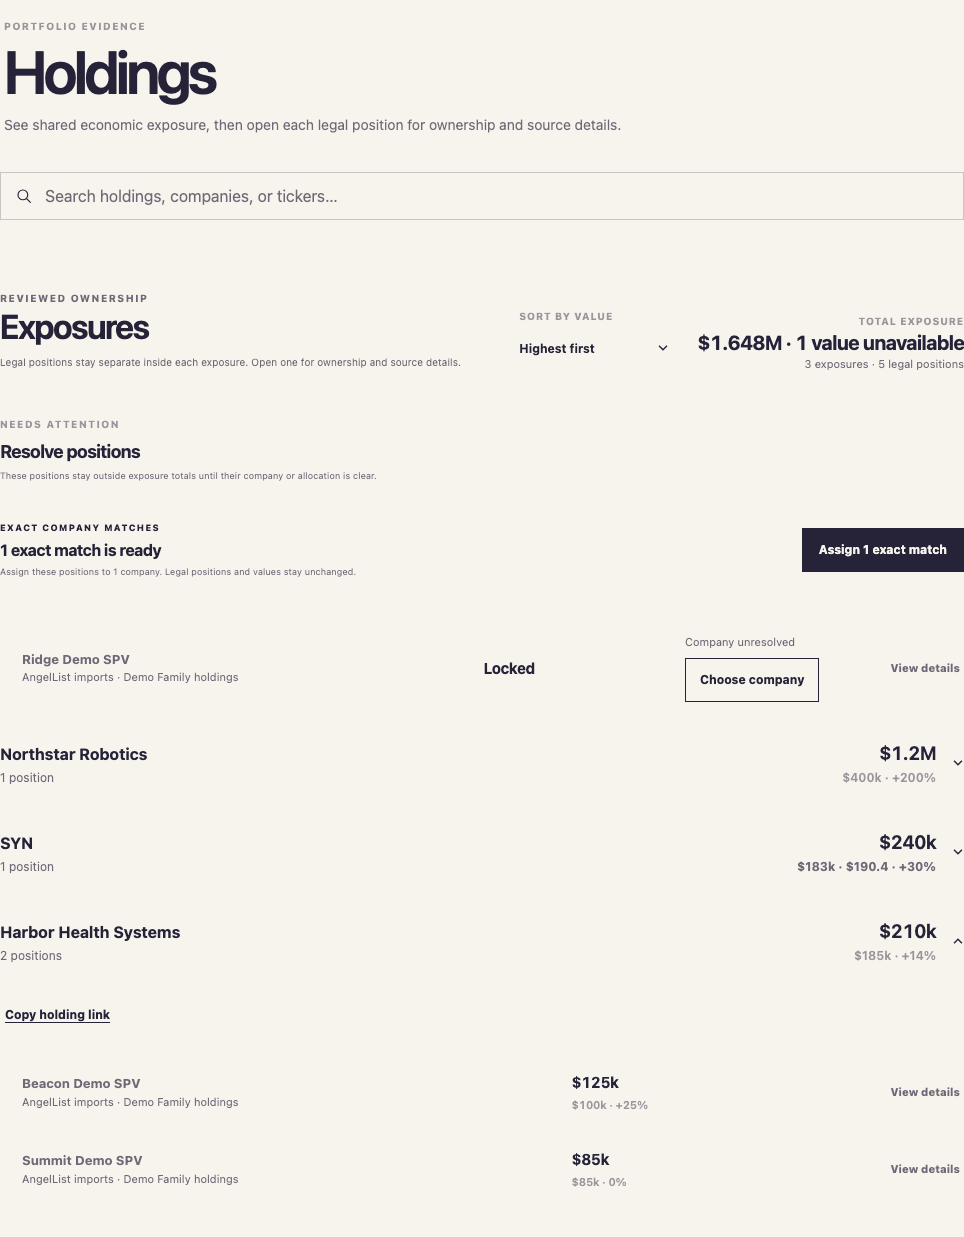 PORTFOLIO EVIDENCE
Holdings
See shared economic exposure, then open each legal position for ownership and source details.
Search holdings, companies, or tickers...
REVIEWED OWNERSHIP
Exposures
Legal positions stay separate inside each exposure. Open one for ownership and source details.
SORT BY VALUE
Highest first
TOTAL EXPOSURE
$1.648M · 1 value unavailable
3 exposures · 5 legal positions
NEEDS ATTENTION
Resolve positions
These positions stay outside exposure totals until their company or allocation is clear.
EXACT COMPANY MATCHES
1 exact match is ready
Assign these positions to 1 company. Legal positions and values stay unchanged.
Assign 1 exact match
Ridge Demo SPV
AngelList imports · Demo Family holdings
Locked
Company unresolved
Choose company
View details
Northstar Robotics
1 position
$1.2M
$400k · +200%
SYN
1 position
$240k
$183k · $190.4 · +30%
Harbor Health Systems
2 positions
$210k
$185k · +14%
Copy holding link
Beacon Demo SPV
AngelList imports · Demo Family holdings
$125k
$100k · +25%
View details
Summit Demo SPV
AngelList imports · Demo Family holdings
$85k
$85k · 0%
View details